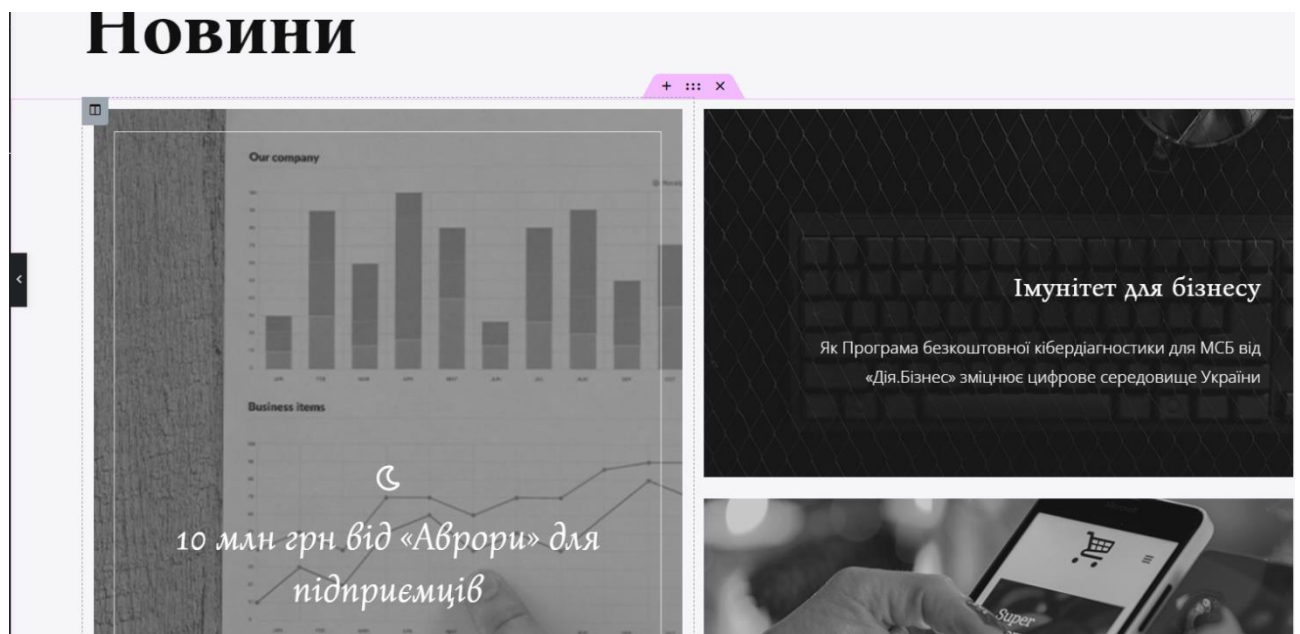 Новини
Our company
Business items
10 млн грн від «Аврори» для
підприємців
Імунітет для бізнесу
Як Програма безкоштовної кібердіагностики для МСБ від
«Дія.Бізнес» зміцнює цифрове середовище України
Super